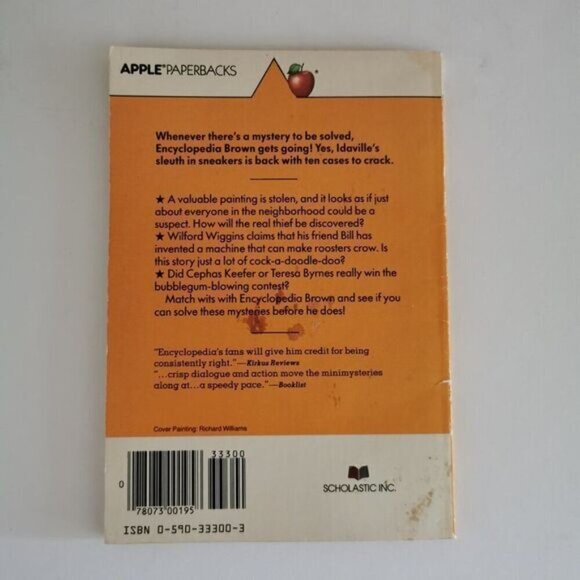 APPLE® PAPERBACKS
Whenever there's a mystery to be solved,
Encyclopedia Brown gets going! Yes, Idaville's
sleuth in sneakers is back with ten cases to crack.
★ A valuable painting is stolen, and it looks as if just
about everyone in the neighborhood could be a
suspect. How will the real thief be discovered?
★ Wilford Wiggins claims that his friend Bill has
invented a machine that can make roosters crow. Is
this story just a lot of cock-a-doodle-doo?
★ Did Cephas Keefer or Teresa Byrnes really win the
bubblegum-blowing contest?
Match wits with Encyclopedia Brown and see if you
can solve these mysteries before he does!
"Encyclopedia's fans will give him credit for being
consistently right."—Kirkus Reviews
"...crisp dialogue and action move the minimysteries
along at...a speedy pace."—Booklist
Cover Painting: Richard Williams
33300
0
78073 00195
ISBN 0-590-33300-3
SCHOLASTIC INC.